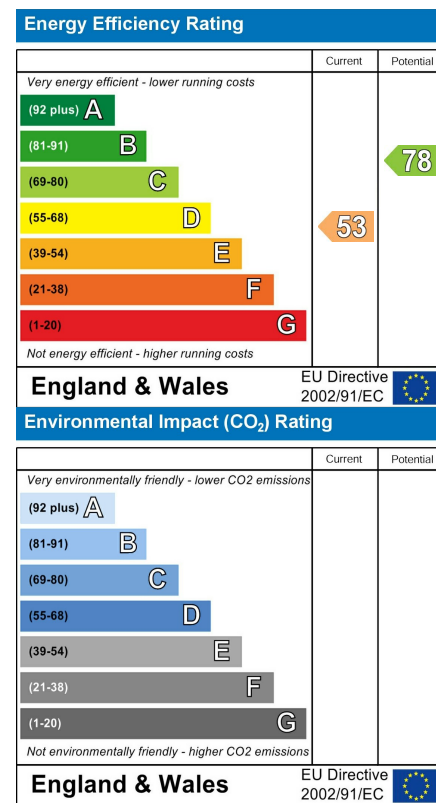 Energy Efficiency Rating
Current Potential
Very energy efficient - lower running costs
(92 plus) A
(81-91) B
(69-80) C
(55-68) D
(39-54) E
(21-38) F
(1-20) G
53
78
Not energy efficient - higher running costs
England & Wales
EU Directive
2002/91/EC
Environmental Impact (CO₂) Rating
Current Potential
Very environmentally friendly - lower CO2 emissions
(92 plus) A
(81-91) B
(69-80) C
(55-68) D
(39-54) E
(21-38) F
(1-20) G
Not environmentally friendly - higher CO2 emissions
England & Wales
EU Directive
2002/91/EC